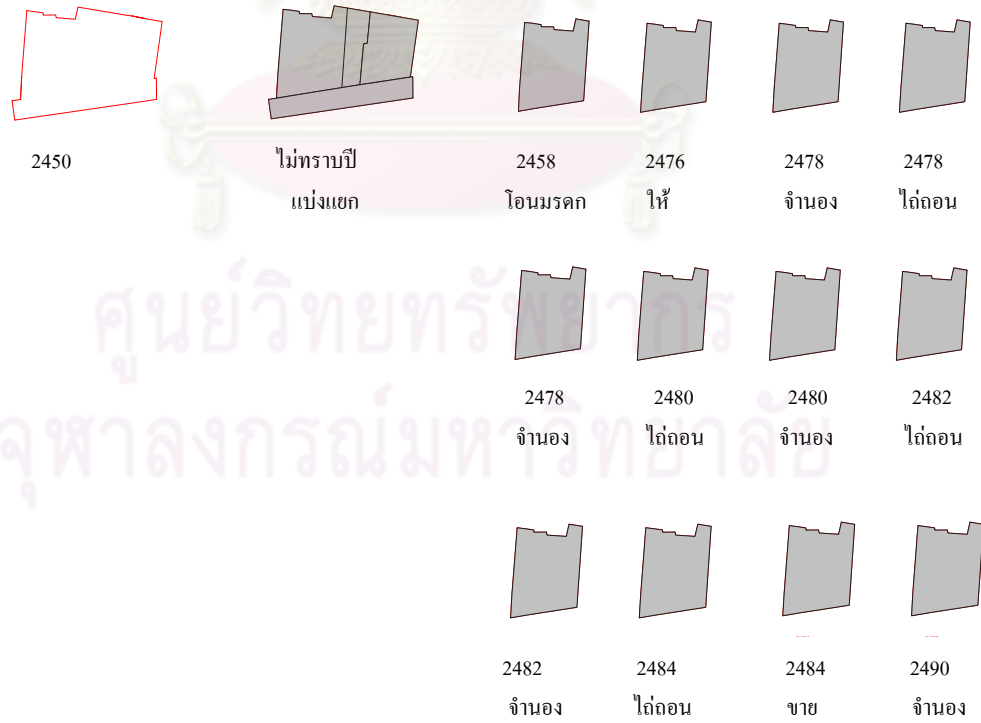 2450
ไม่ทราบปี
แบ่งแยก
2458
โอนมรดก
2476
ให้
2478
จำนอง
2478
ไถ่ถอน
2478
จำนอง
2480
ไถ่ถอน
2480
จำนอง
2482
ไถ่ถอน
2482
จำนอง
2484
ไถ่ถอน
2484
ขาย
2490
จำนอง
ศูนย์วิทยทรัพยากร
จุฬาลงกรณ์มหาวิทยาลัย